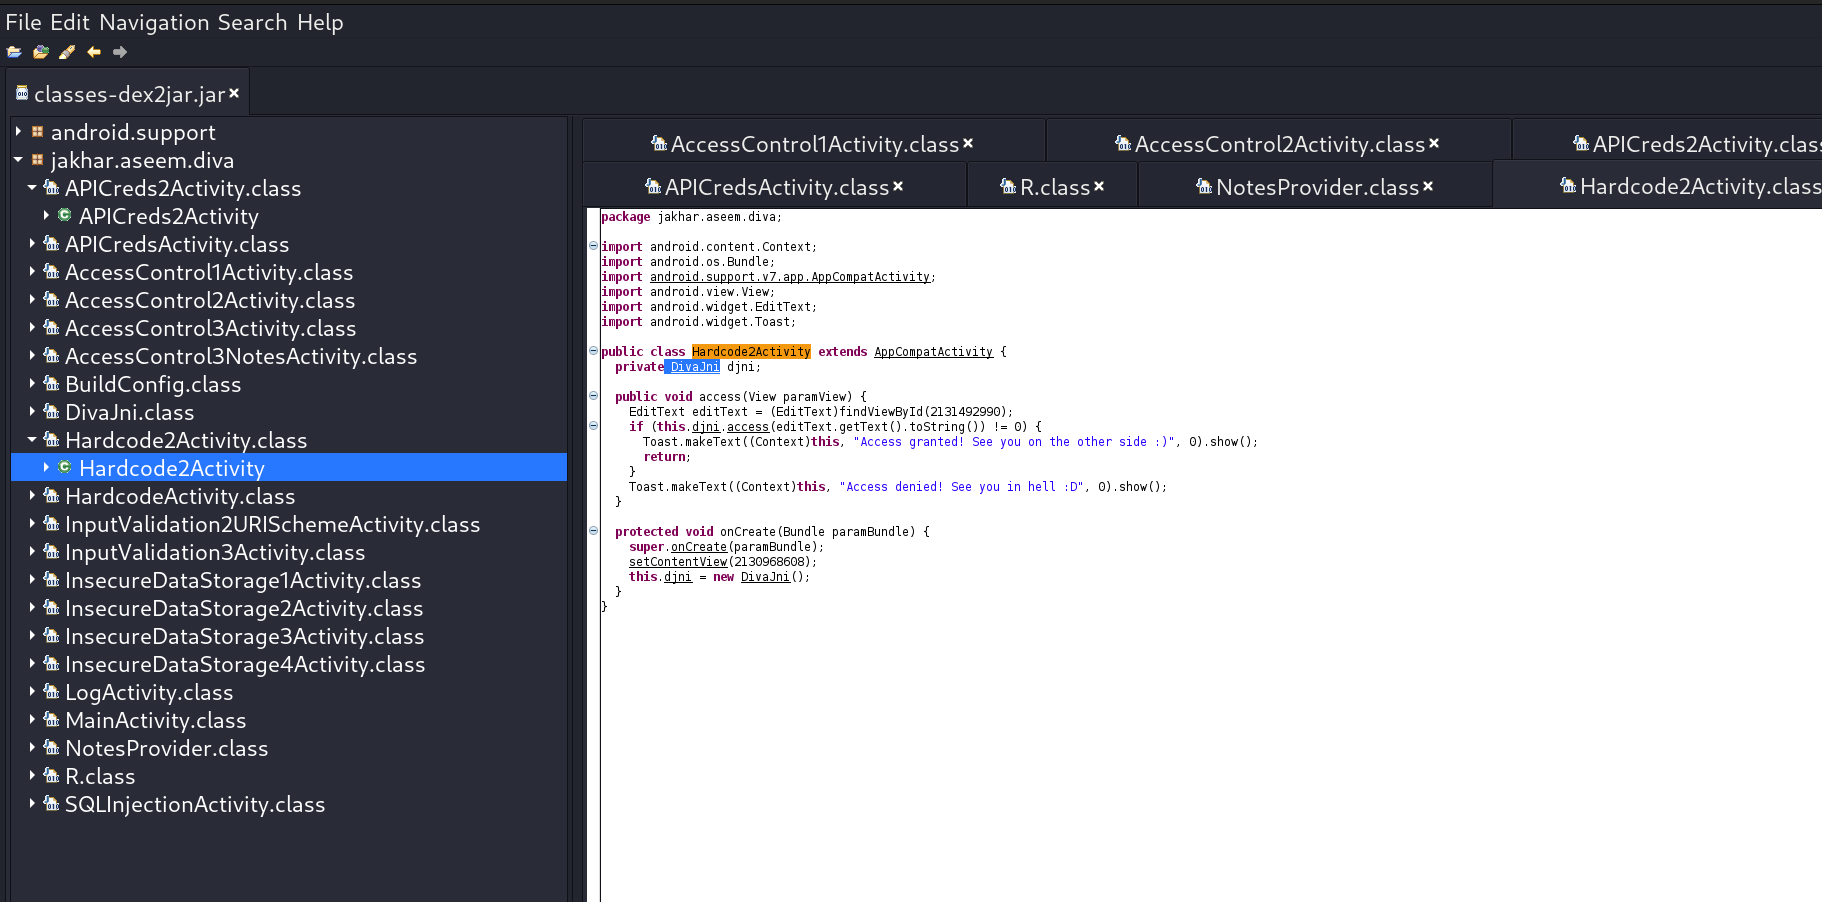 File Edit Navigation Search Help
classes-dex2jar.jar
android.support
jakhar.aseem.diva
APICreds2Activity.class
APICreds2Activity
APICredsActivity.class
AccessControl1Activity.class
AccessControl2Activity.class
AccessControl3Activity.class
AccessControl3NotesActivity.class
BuildConfig.class
DivaJni.class
Hardcode2Activity.class
Hardcode2Activity
HardcodeActivity.class
InputValidation2URISchemeActivity.class
InputValidation3Activity.class
InsecureDataStorage1Activity.class
InsecureDataStorage2Activity.class
InsecureDataStorage3Activity.class
InsecureDataStorage4Activity.class
LogActivity.class
MainActivity.class
NotesProvider.class
R.class
SQLInjectionActivity.class
AccessControl1Activity.class AccessControl2Activity.class APICreds2Activity.clas
APICredsActivity.class R.class NotesProvider.class Hardcode2Activity.class
package jakhar.aseem.diva;
import android.content.Context;
import android.os.Bundle;
import android.support.v7.app.AppCompatActivity;
import android.view.View;
import android.widget.EditText;
import android.widget.Toast;
public class Hardcode2Activity extends AppCompatActivity {
private DivaJni djni;
public void access(View paramView) {
EditText editText = (EditText)findViewById(2131492990);
if (this.djni.access(editText.getText().toString()) != 0) {
Toast.makeText((Context)this, "Access granted! See you on the other side :)", 0).show();
return;
}
Toast.makeText((Context)this, "Access denied! See you in hell :D", 0).show();
}
protected void onCreate(Bundle paramBundle) {
super.onCreate(paramBundle);
setContentView(2130968608);
this.djni = new DivaJni();
}
}